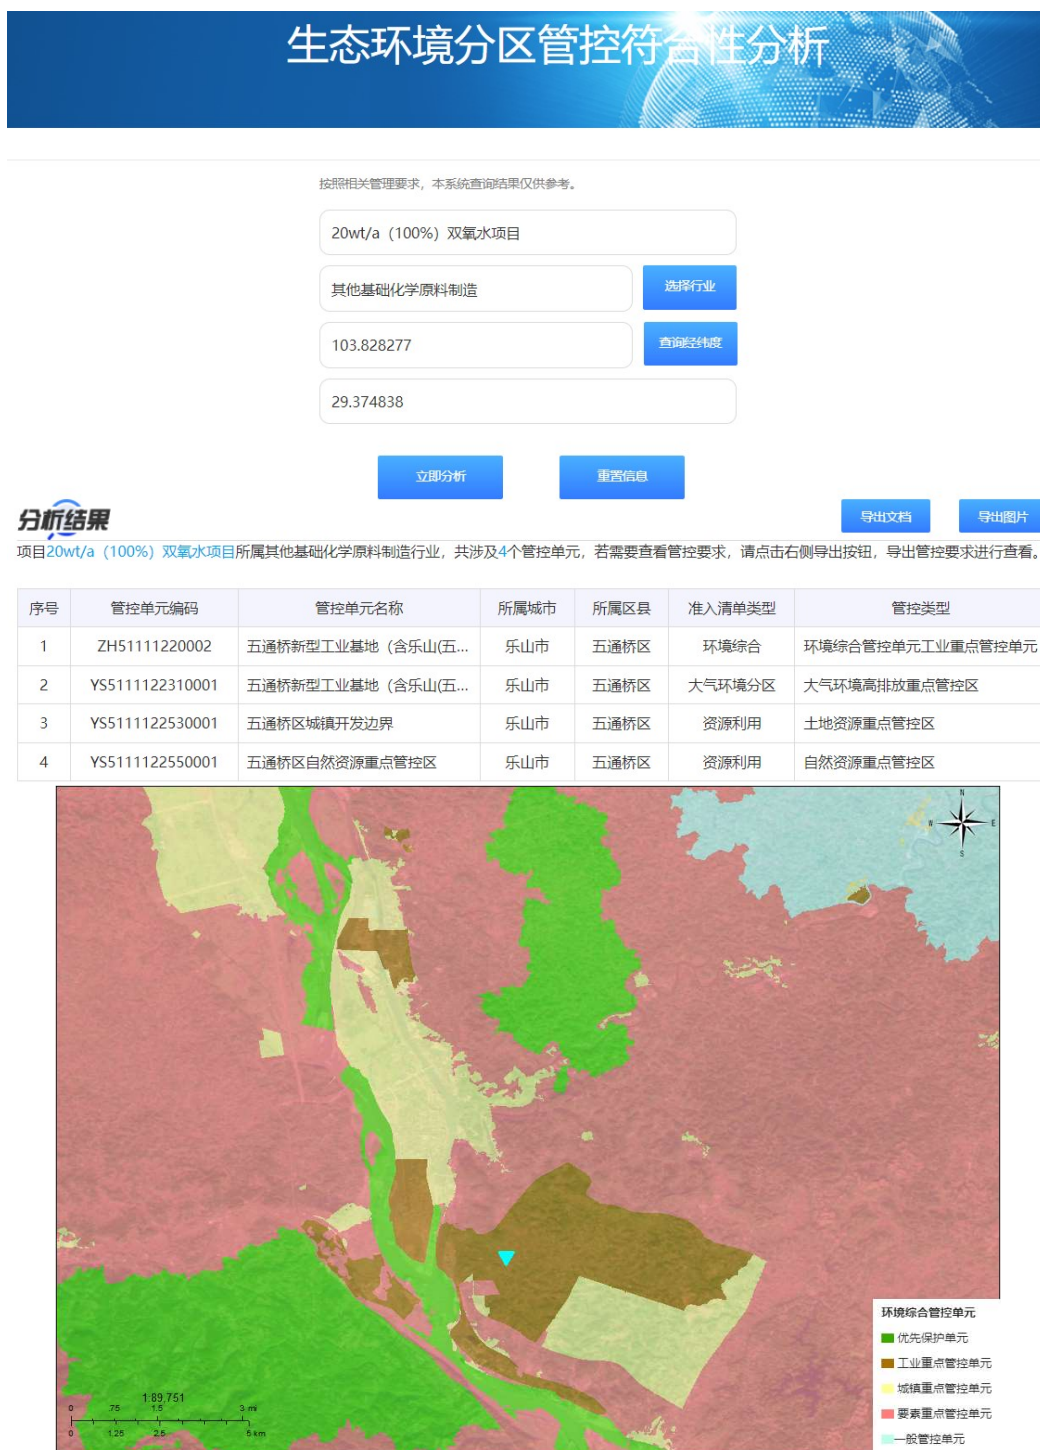 生态环境分区管控符合性分析
按照相关管理要求，本系统查询结果仅供参考。
20wt/a（100%）双氧水项目
其他基础化学原料制造 选择行业
103.828277 查询经纬度
29.374838
立即分析 重置信息
分析结果 导出文档 导出图片
项目20wt/a（100%）双氧水项目所属其他基础化学原料制造行业，共涉及4个管控单元，若需要查看管控要求，请点击右侧导出按钮，导出管控要求进行查看。
序号 管控单元编码 管控单元名称 所属城市 所属区县 准入清单类型 管控类型
1 ZH51111220002 五通桥新型工业基地（含乐山(五... 乐山市 五通桥区 环境综合 环境综合管控单元工业重点管控单元
2 YS5111122310001 五通桥新型工业基地（含乐山(五... 乐山市 五通桥区 大气环境分区 大气环境高排放重点管控区
3 YS5111122530001 五通桥区城镇开发边界 乐山市 五通桥区 资源利用 土地资源重点管控区
4 YS5111122550001 五通桥区自然资源重点管控区 乐山市 五通桥区 资源利用 自然资源重点管控区
N
W E
S
环境综合管控单元
优先保护单元
工业重点管控单元
城镇重点管控单元
要素重点管控单元
一般管控单元
1:89,751
0 .75 1.5 3 mi
0 1.25 2.5 5 km